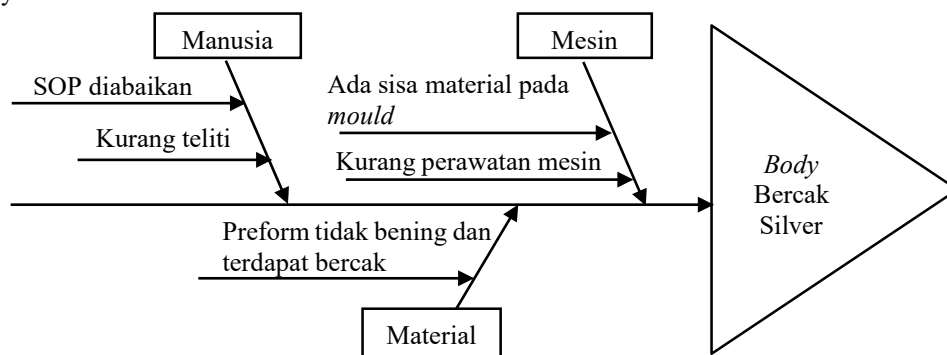 Manusia
Mesin
SOP diabaikan
Kurang teliti
Ada sisa material pada
mould
Kurang perawatan mesin
Body
Bercak
Silver
Preform tidak bening dan
terdapat bercak
Material